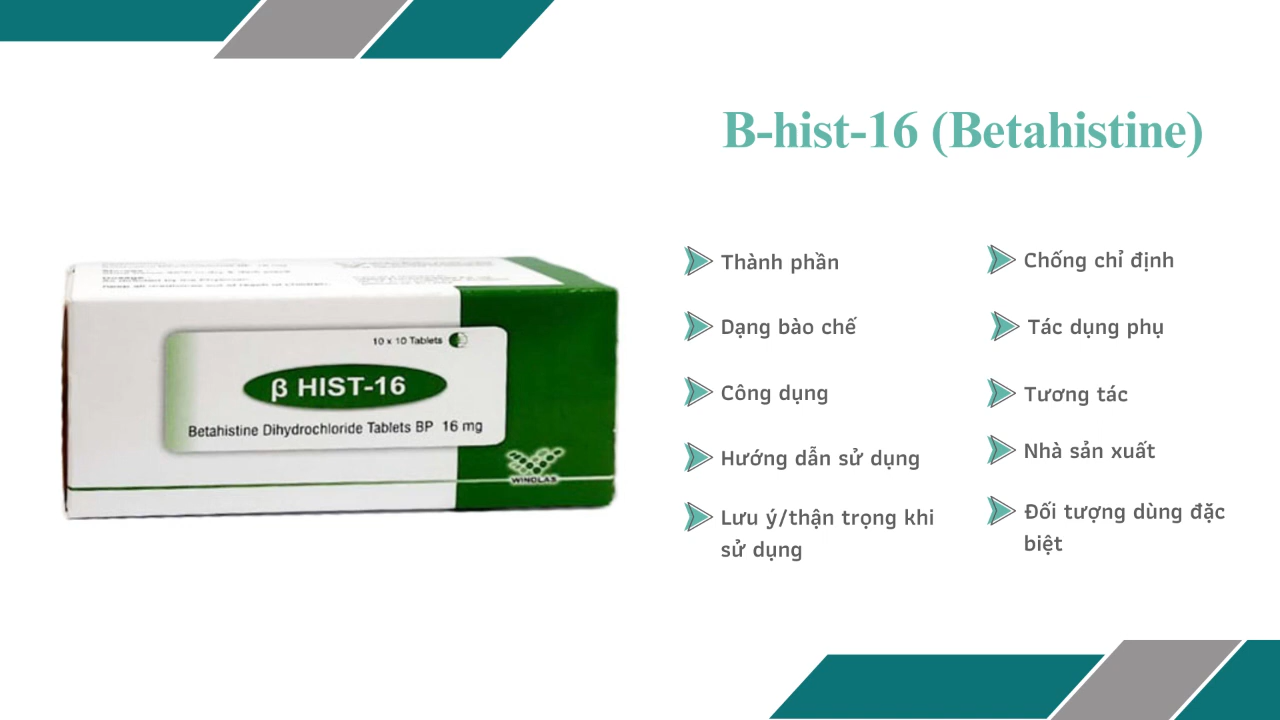 B-hist-16 (Betahistine)
10 x 10 Tablets
β HIST-16
Betahistine Dihydrochloride Tablets BP 16 mg
WINDLAS
Thành phần
Dạng bào chế
Công dụng
Hướng dẫn sử dụng
Lưu ý/thận trọng khi
sử dụng
Chống chỉ định
Tác dụng phụ
Tương tác
Nhà sản xuất
Đối tượng dùng đặc
biệt